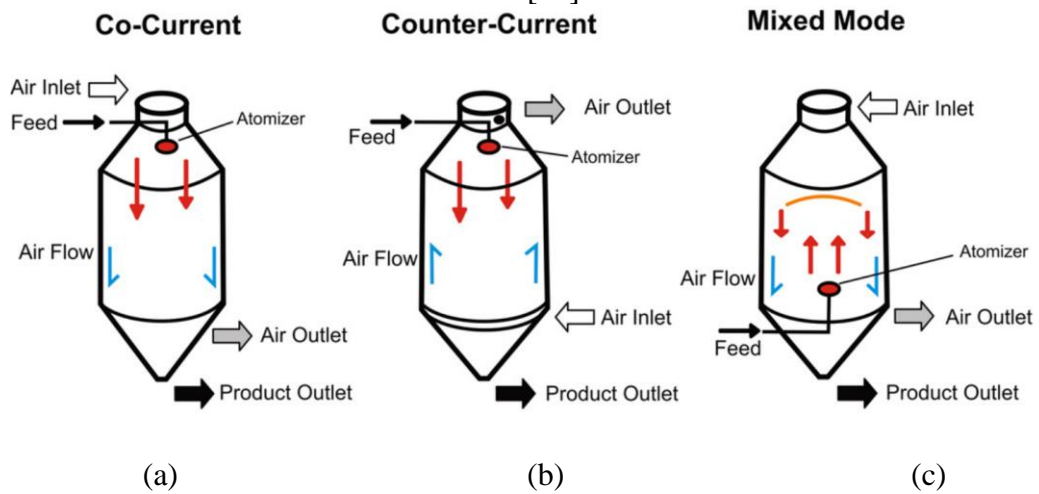 Co-Current
Air Inlet
Feed
Atomizer
Air Flow
Air Outlet
Product Outlet
(a)
Counter-Current
Air Outlet
Feed
Atomizer
Air Flow
Air Inlet
Product Outlet
(b)
Mixed Mode
Air Inlet
Atomizer
Air Flow
Air Outlet
Feed
Product Outlet
(c)